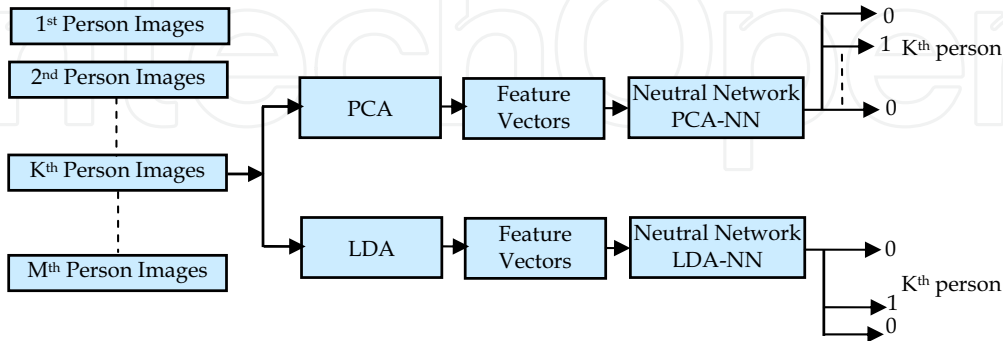 1st Person Images
2nd Person Images
Kth Person Images
Mth Person Images
PCA
Feature
Vectors
Neutral Network
PCA-NN
0
1
Kth person
0
LDA
Feature
Vectors
Neutral Network
LDA-NN
0
Kth person
1
0